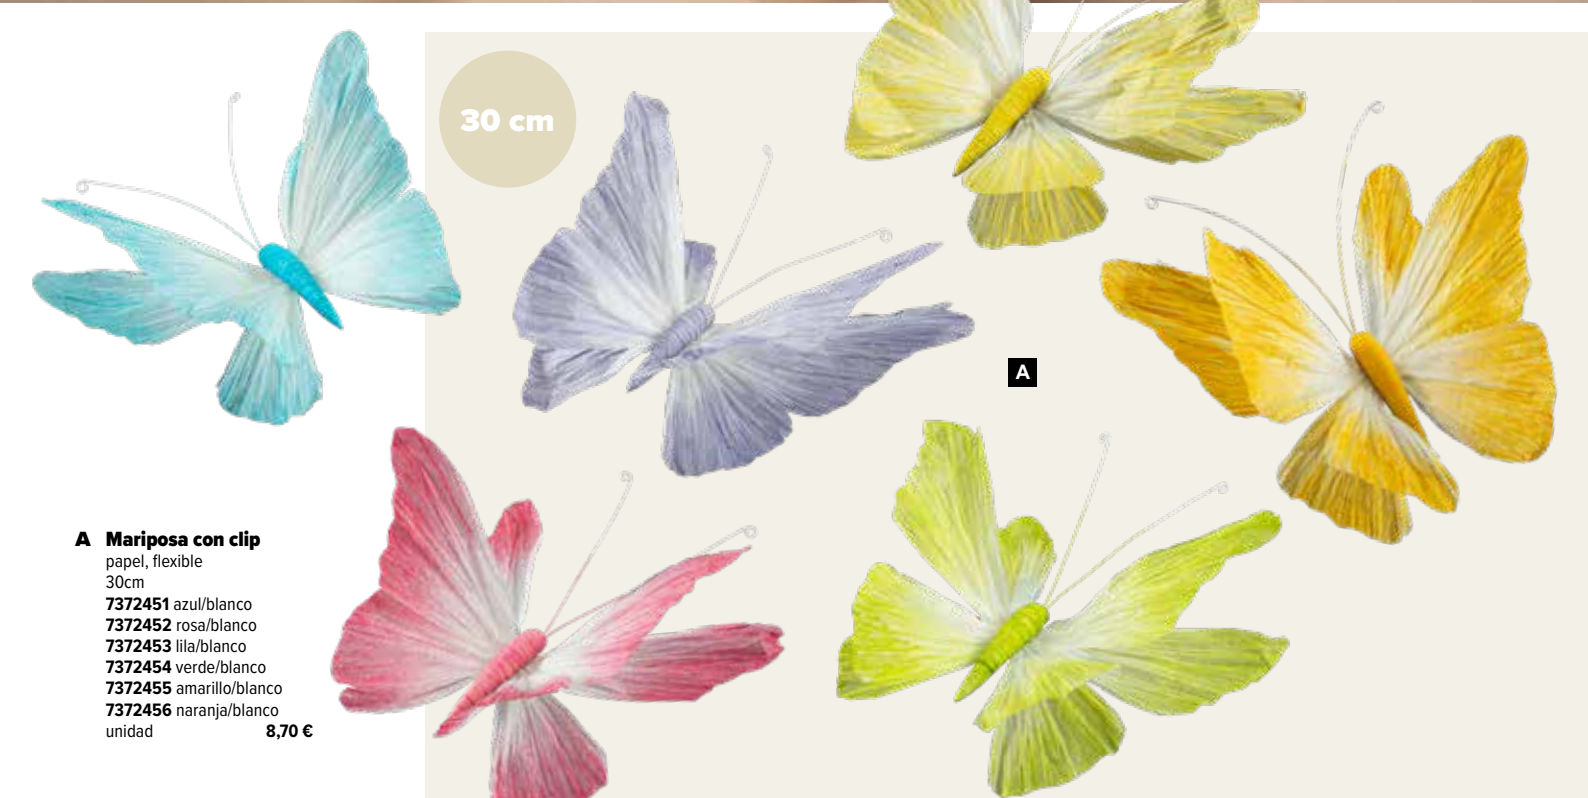 30 cm
A
A Mariposa con clip
papel, flexible
30cm
7372451 azul/blanco
7372452 rosa/blanco
7372453 lila/blanco
7372454 verde/blanco
7372455 amarillo/blanco
7372456 naranja/blanco
unidad 8,70 €